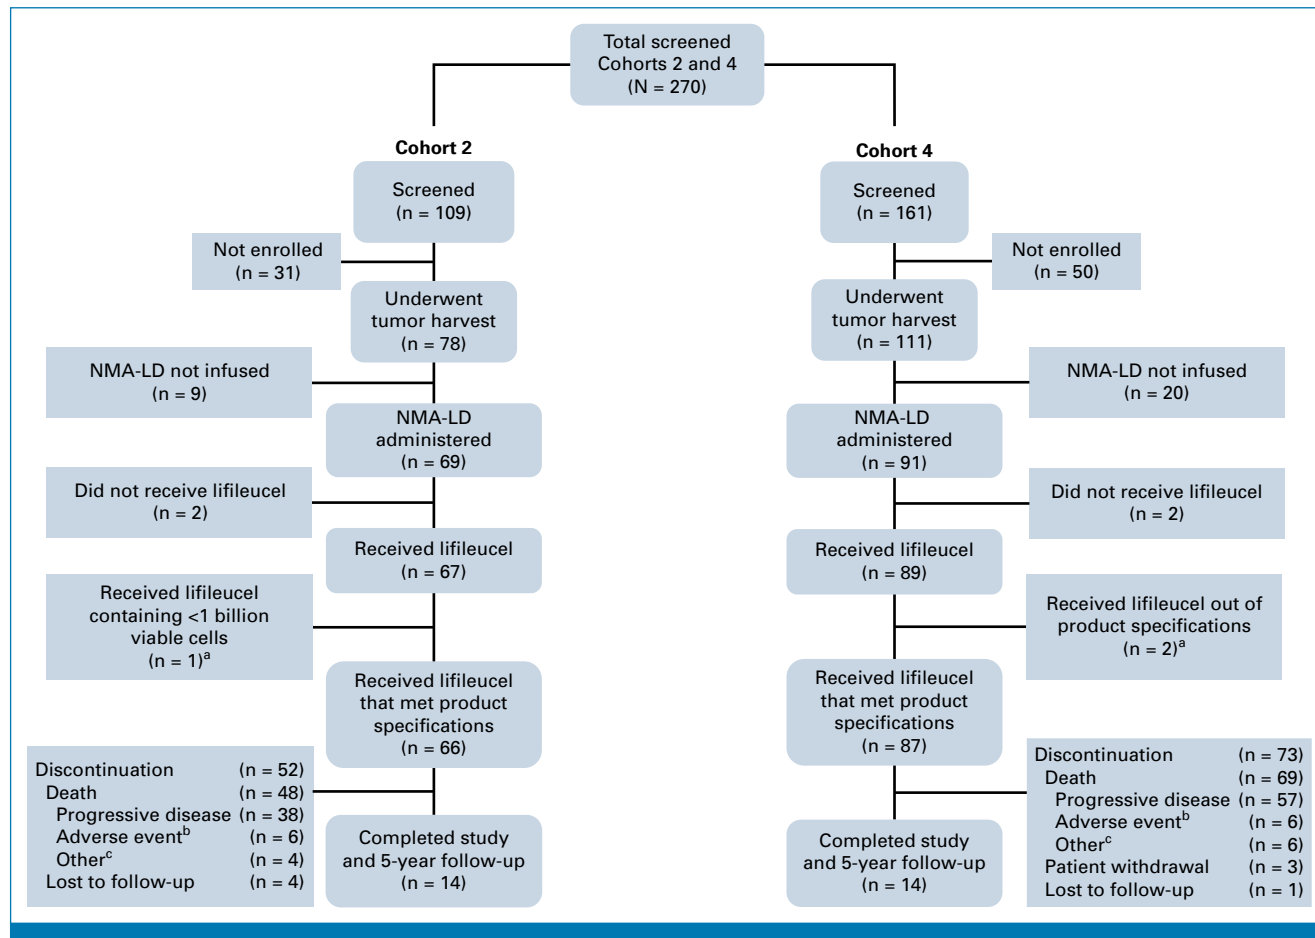 Total screened
Cohorts 2 and 4
(N = 270)
Cohort 2
Screened
(n = 109)
Not enrolled
(n = 31)
Underwent
tumor harvest
(n = 78)
NMA-LD not infused
(n = 9)
NMA-LD
administered
(n = 69)
Did not receive lifileucel
(n = 2)
Received lifileucel
(n = 67)
Received lifileucel
containing <1 billion
viable cells
(n = 1)a
Received lifileucel
that met product
specifications
(n = 66)
Discontinuation (n = 52)
Death (n = 48)
Progressive disease (n = 38)
Adverse eventb (n = 6)
Otherc (n = 4)
Lost to follow-up (n = 4)
Completed study
and 5-year follow-up
(n = 14)
Cohort 4
Screened
(n = 161)
Not enrolled
(n = 50)
Underwent
tumor harvest
(n = 111)
NMA-LD not infused
(n = 20)
NMA-LD
administered
(n = 91)
Did not receive lifileucel
(n = 2)
Received lifileucel
(n = 89)
Received lifileucel out of
product specifications
(n = 2)a
Received lifileucel
that met product
specifications
(n = 87)
Discontinuation (n = 73)
Death (n = 69)
Progressive disease (n = 57)
Adverse eventb (n = 6)
Otherc (n = 6)
Patient withdrawal (n = 3)
Lost to follow-up (n = 1)
Completed study
and 5-year follow-up
(n = 14)